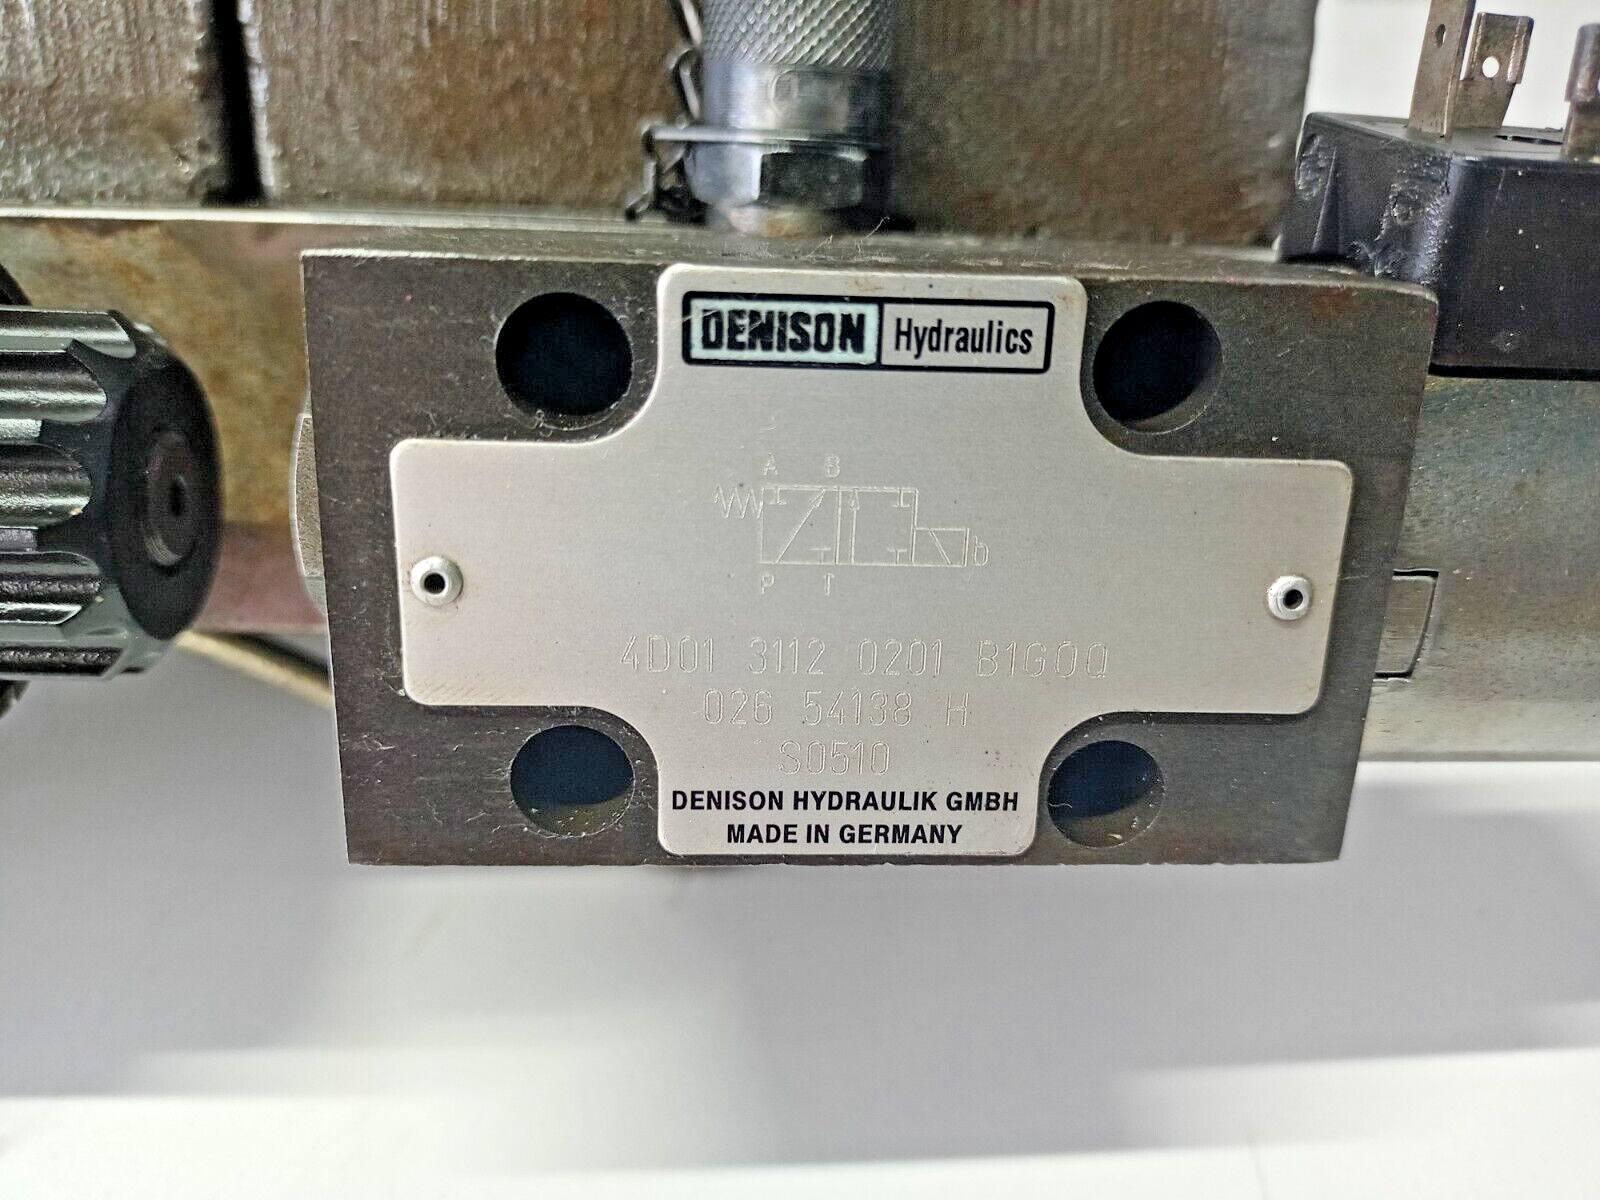 DENISON Hydraulics
A B
b
P T
4D01 3112 0201 B1G0Q
026 54138 H
S0510
DENISON HYDRAULIK GMBH
MADE IN GERMANY